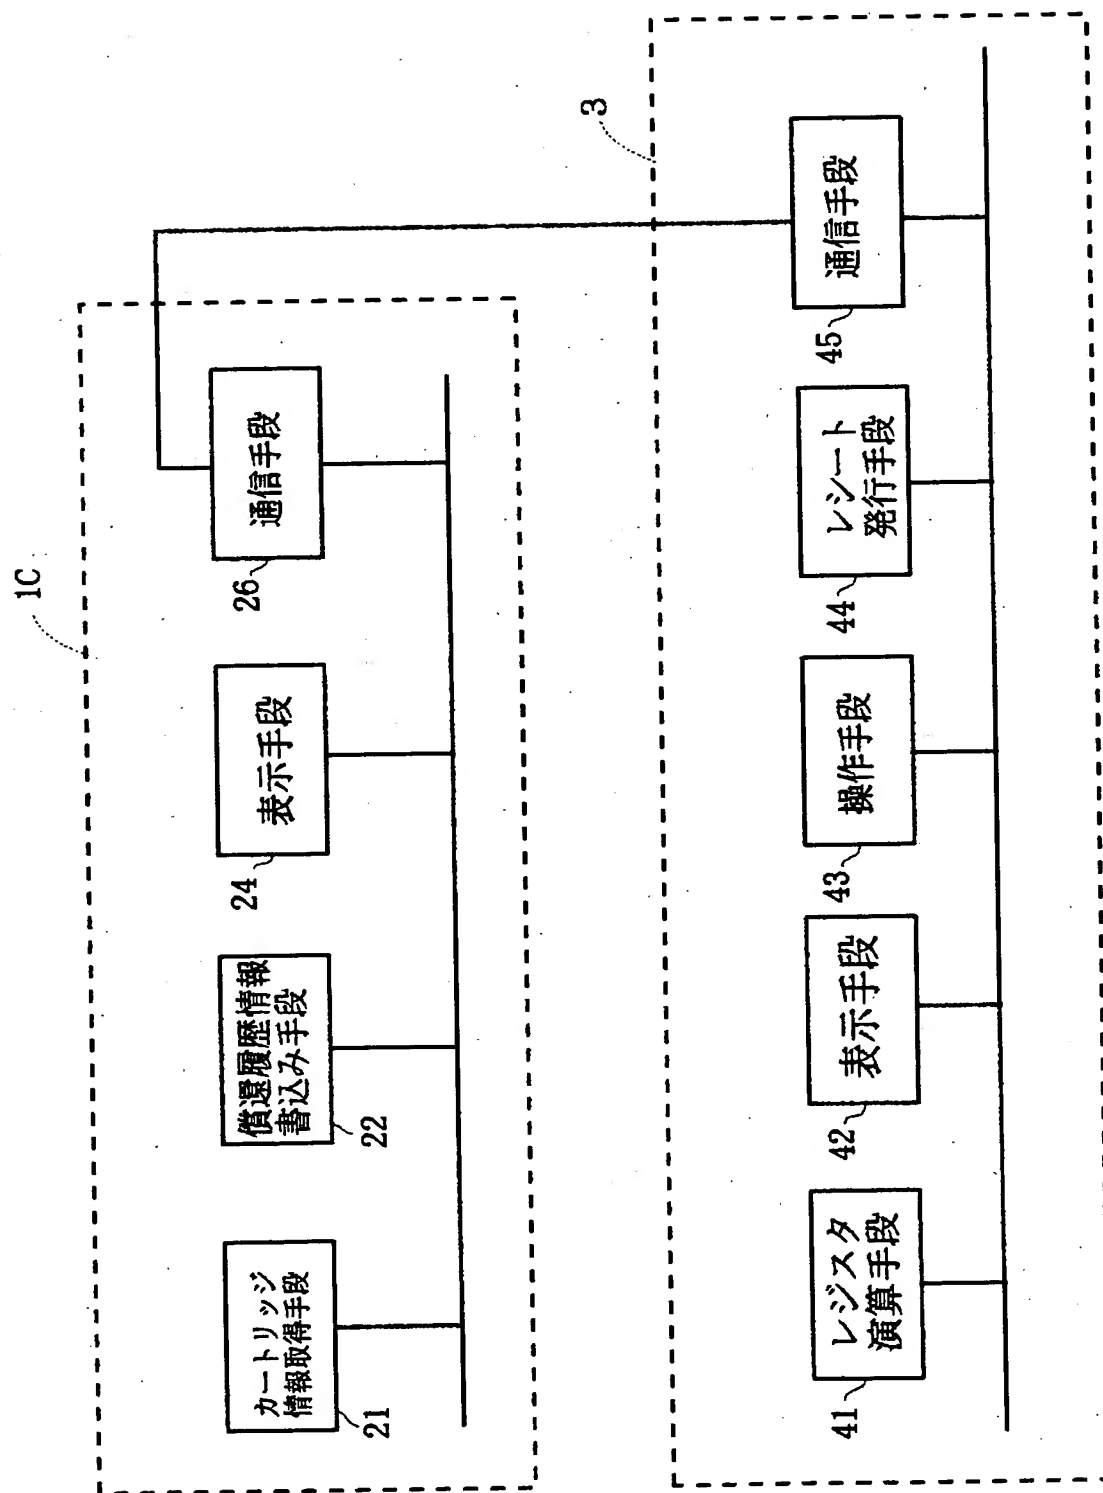 1C
カートリッジ
情報取得手段
21
償還履歴情報
書込み手段
22
表示手段
24
通信手段
26
3
レジスタ
演算手段
41
表示手段
42
操作手段
43
レシート
発行手段
44
通信手段
45